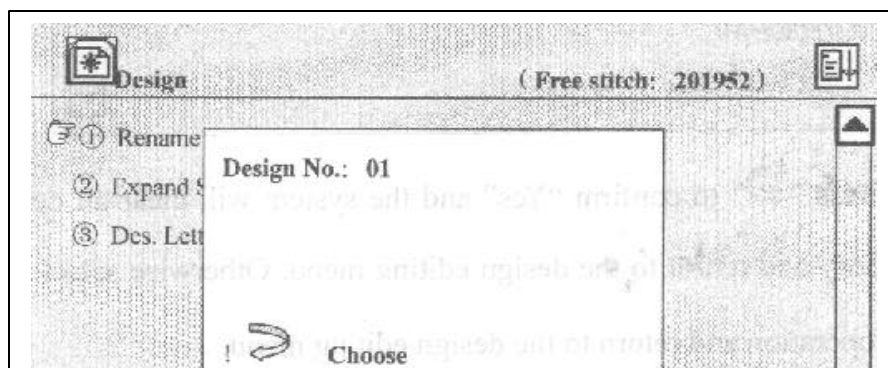 Design
( Free stitch: 201952 )
① Rename
② Expand S
③ Des. Lett
Design No.: 01
! Choose